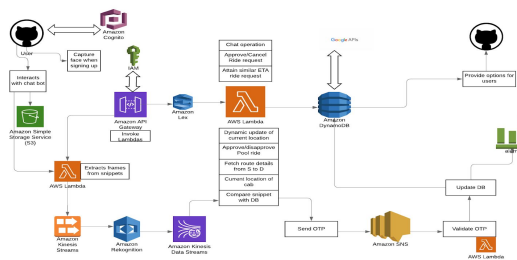 Amazon
Cognito
User
Capture
face when
signing up
IAM
Interacts
with chat bot
Amazon Simple
Storage Service
(S3)
Amazon API
Gateway
Invoke
Lambdas
Amazon
Lex
Chat operation
Approve/Cancel
Ride request
Attain similar ETA
ride request
AWS Lambda
Google APIs
Amazon
DynamoDB
Provide options for
users
AWS Lambda
Extracts frames
from snippets
Dynamic update of
current location
Approve/disapprove
Pool ride
Fetch route details
from S to D
Current location of
cab
Compare snippet
with DB
Amazon
Kinesis
Streams
Amazon
Rekognition
Amazon Kinesis
Data Streams
Send OTP
Amazon SNS
Update DB
Validate OTP
AWS Lambda